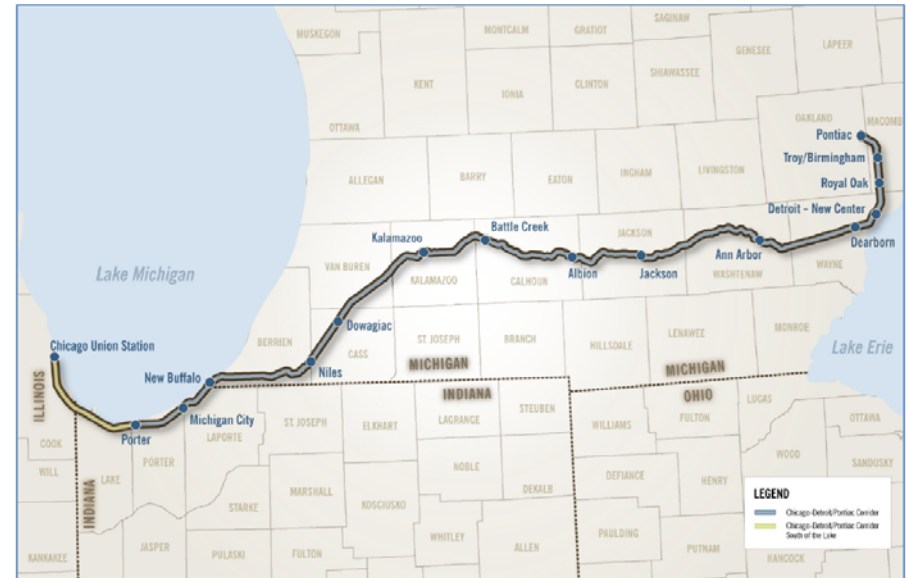 SAGINAW
MUSKEGON
MONTCALM
GRATIOT
GENESEE
LAPEER
KENT
IONIA
CLINTON
SHIAWASSEE
OTTAWA
OAKLAND
MACOMB
Pontiac
Troy/Birmingham
Royal Oak
Detroit – New Center
Dearborn
ALLEGAN
BARRY
EATON
INGHAM
LIVINGSTON
Kalamazoo
Battle Creek
JACKSON
Albion
Jackson
Ann Arbor
WASHTENAW
WAYNE
Lake Michigan
VAN BUREN
KALAMAZOO
CALHOUN
Dowagiac
Chicago Union Station
BERRIEN
CASS
ST. JOSEPH
BRANCH
HILLSDALE
LENAWEE
MONROE
Lake Erie
New Buffalo
Niles
MICHIGAN
MICHIGAN
INDIANA
OHIO
ILLINOIS
Michigan City
Porter
LAPORTE
ST. JOSEPH
ELKHART
LAGRANGE
STEUBEN
WILLIAMS
FULTON
LUCAS
OTTAWA
COOK
WILL
LAKE
PORTER
INDIANA
STARKE
MARSHALL
KOSCIUSKO
NOBLE
DEKALB
DEFIANCE
HENRY
WOOD
SANDUSKY
KANKAKEE
JASPER
PULASKI
FULTON
WHITLEY
ALLEN
PAULDING
PUTNAM
HANCOCK
LEGEND
Chicago-Detroit/Pontiac Corridor
Chicago-Detroit/Pontiac Corridor
South of the Lake